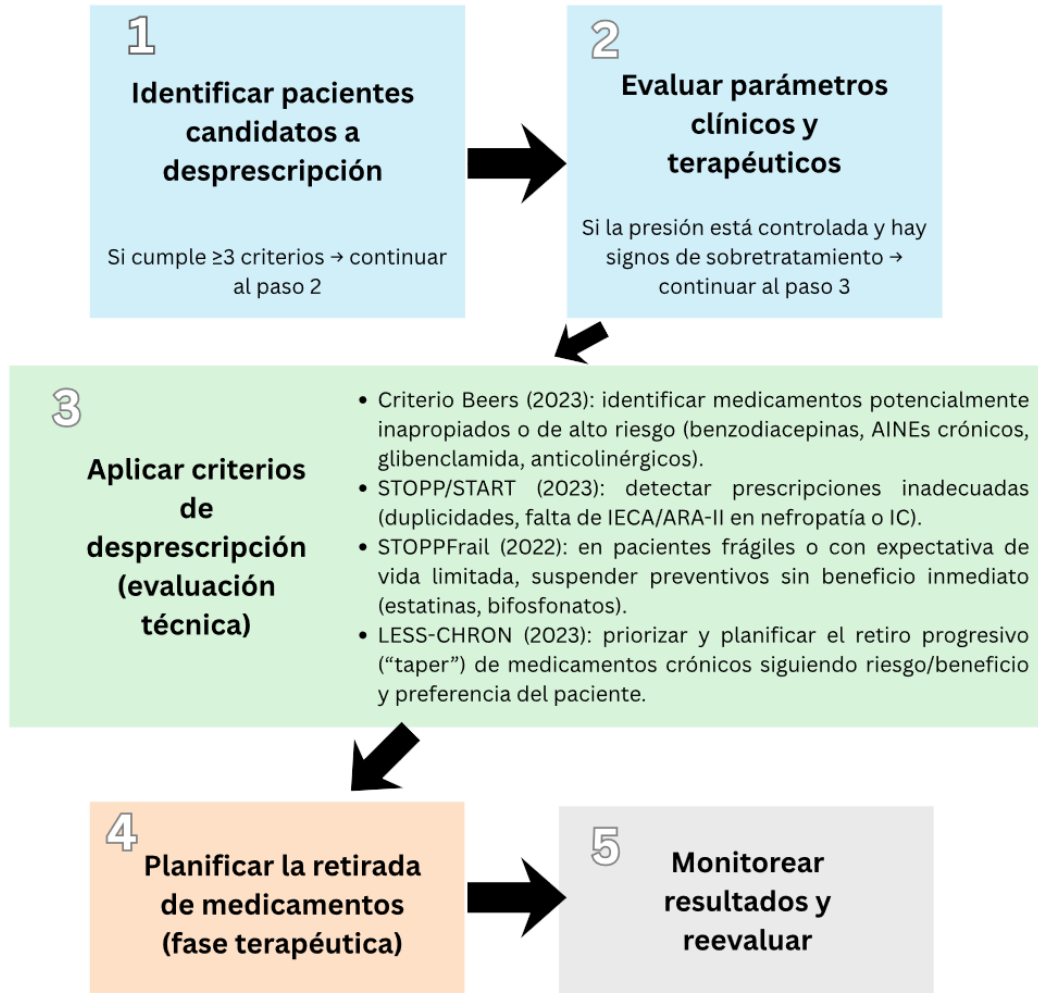 1
Identificar pacientes
candidatos a
desprescripción
Si cumple ≥3 criterios → continuar
al paso 2
2
Evaluar parámetros
clínicos y
terapéuticos
Si la presión está controlada y hay
signos de sobretratamiento →
continuar al paso 3
3
Aplicar criterios
de
desprescripción
(evaluación
técnica)
• Criterio Beers (2023): identificar medicamentos potencialmente
inapropiados o de alto riesgo (benzodiacepinas, AINEs crónicos,
glibenclamida, anticolinérgicos).
• STOPP/START (2023): detectar prescripciones inadecuadas
(duplicidades, falta de IECA/ARA-II en nefropatía o IC).
• STOPPFrail (2022): en pacientes frágiles o con expectativa de
vida limitada, suspender preventivos sin beneficio inmediato
(estatinas, bifosfonatos).
• LESS-CHRON (2023): priorizar y planificar el retiro progresivo
(“taper”) de medicamentos crónicos siguiendo riesgo/beneficio
y preferencia del paciente.
4
Planificar la retirada
de medicamentos
(fase terapéutica)
5
Monitorear
resultados y
reevaluar